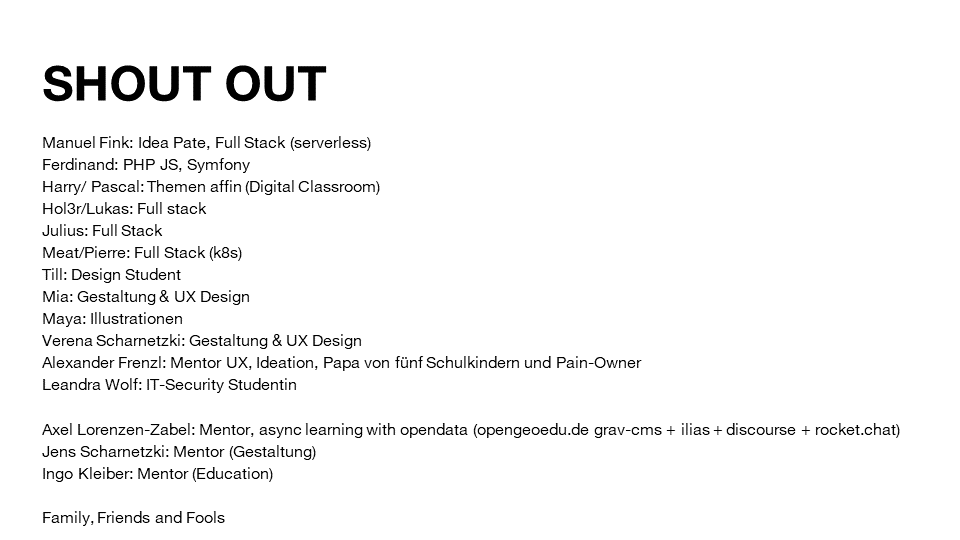 SHOUT OUT
Manuel Fink: Idea Pate, Full Stack (serverless)
Ferdinand: PHP JS, Symfony
Harry/ Pascal: Themen affin (Digital Classroom)
Hol3r/Lukas: Full stack
Julius: Full Stack
Meat/Pierre: Full Stack (k8s)
Till: Design Student
Mia: Gestaltung & UX Design
Maya: Illustrationen
Verena Scharnetzki: Gestaltung & UX Design
Alexander Frenzl: Mentor UX, Ideation, Papa von fünf Schulkindern und Pain-Owner
Leandra Wolf: IT-Security Studentin
Axel Lorenzen-Zabel: Mentor, async learning with opendata (opengeoedu.de grav-cms + ilias + discourse + rocket.chat)
Jens Scharnetzki: Mentor (Gestaltung)
Ingo Kleiber: Mentor (Education)
Family, Friends and Fools